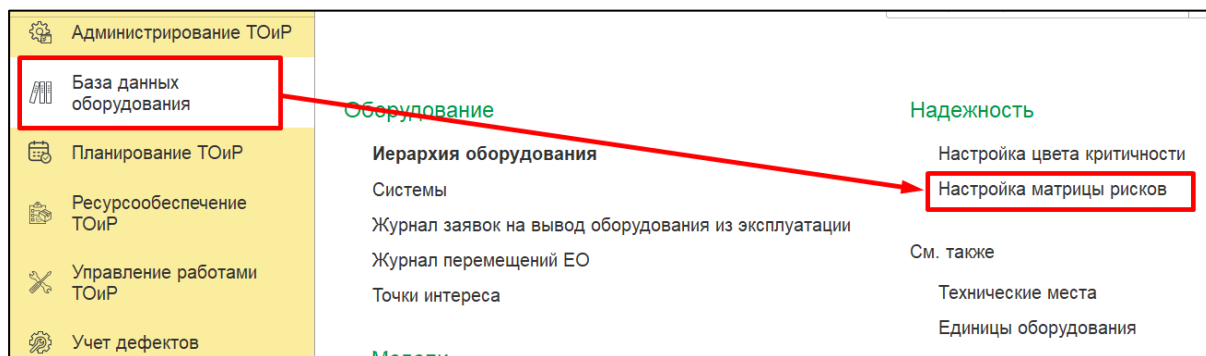 Администрирование ТОиР
База данных
оборудования
Планирование ТОиР
Ресурсообеспечение
ТОиР
Управление работами
ТОиР
Учет дефектов
Оборудование
Иерархия оборудования
Системы
Журнал заявок на вывод оборудования из эксплуатации
Журнал перемещений ЕО
Точки интереса
Модели
Надежность
Настройка цвета критичности
Настройка матрицы рисков
См. также
Технические места
Единицы оборудования